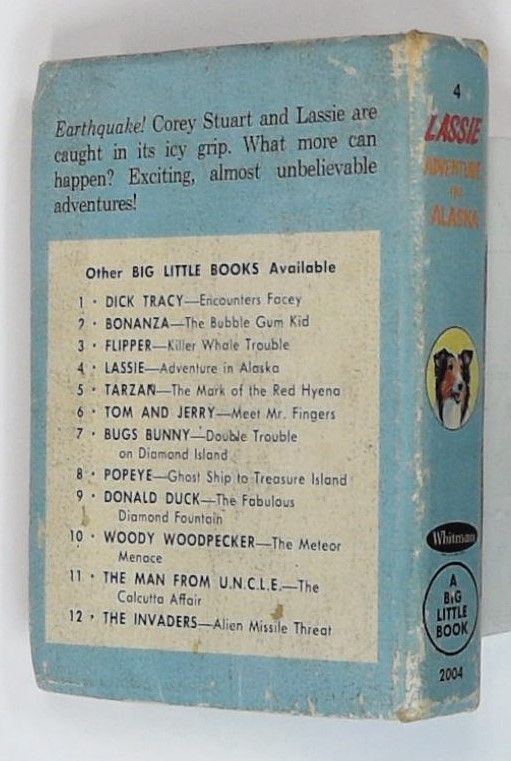 Earthquake! Corey Stuart and Lassie are
caught in its icy grip. What more can
happen? Exciting, almost unbelievable
adventures!
Other BIG LITTLE BOOKS Available
1 • DICK TRACY—Encounters Facey
2 • BONANZA—The Bubble Gum Kid
3 • FLIPPER—Killer Whale Trouble
4 • LASSIE—Adventure in Alaska
5 • TARZAN—The Mark of the Red Hyena
6 • TOM AND JERRY—Meet Mr. Fingers
7 • BUGS BUNNY—Double Trouble
on Diamond Island
8 • POPEYE—Ghost Ship to Treasure Island
9 • DONALD DUCK—The Fabulous
Diamond Fountain
10 • WOODY WOODPECKER—The Meteor
Menace
11 • THE MAN FROM U.N.C.L.E.—The
Calcutta Affair
12 • THE INVADERS—Alien Missile Threat
4
LASSIE
ADVENTURE
IN
ALASKA
Whitman
A
BIG
LITTLE
BOOK
2004